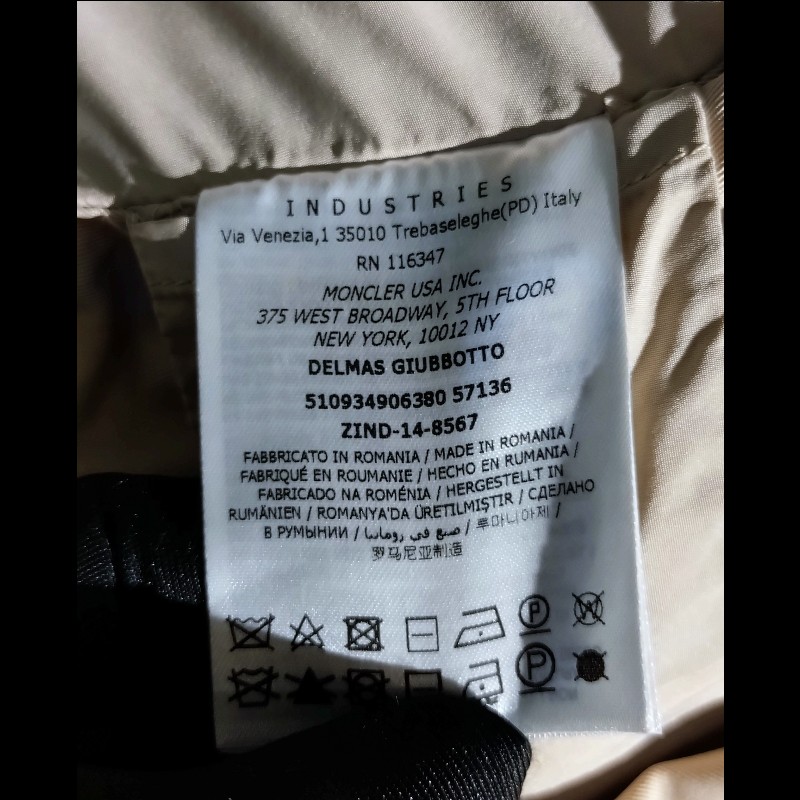 INDUSTRIES
Via Venezia,1 35010 Trebaseleghe(PD) Italy
RN 116347
MONCLER USA INC.
375 WEST BROADWAY, 5TH FLOOR
NEW YORK, 10012 NY
DELMAS GIUBBOTTO
510934906380 57136
ZIND-14-8567
FABBRICATO IN ROMANIA / MADE IN ROMANIA /
FABRIQUÉ EN ROUMANIE / HECHO EN RUMANIA /
FABRICADO NA ROMÉNIA / HERGESTELLT IN
RUMÄNIEN / ROMANYA'DA ÜRETILMIŞTIR / СДЕЛАНО
В РУМЫНИИ / صنع في رومانيا / 루마니아제 /
罗马尼亚制造
P W
P